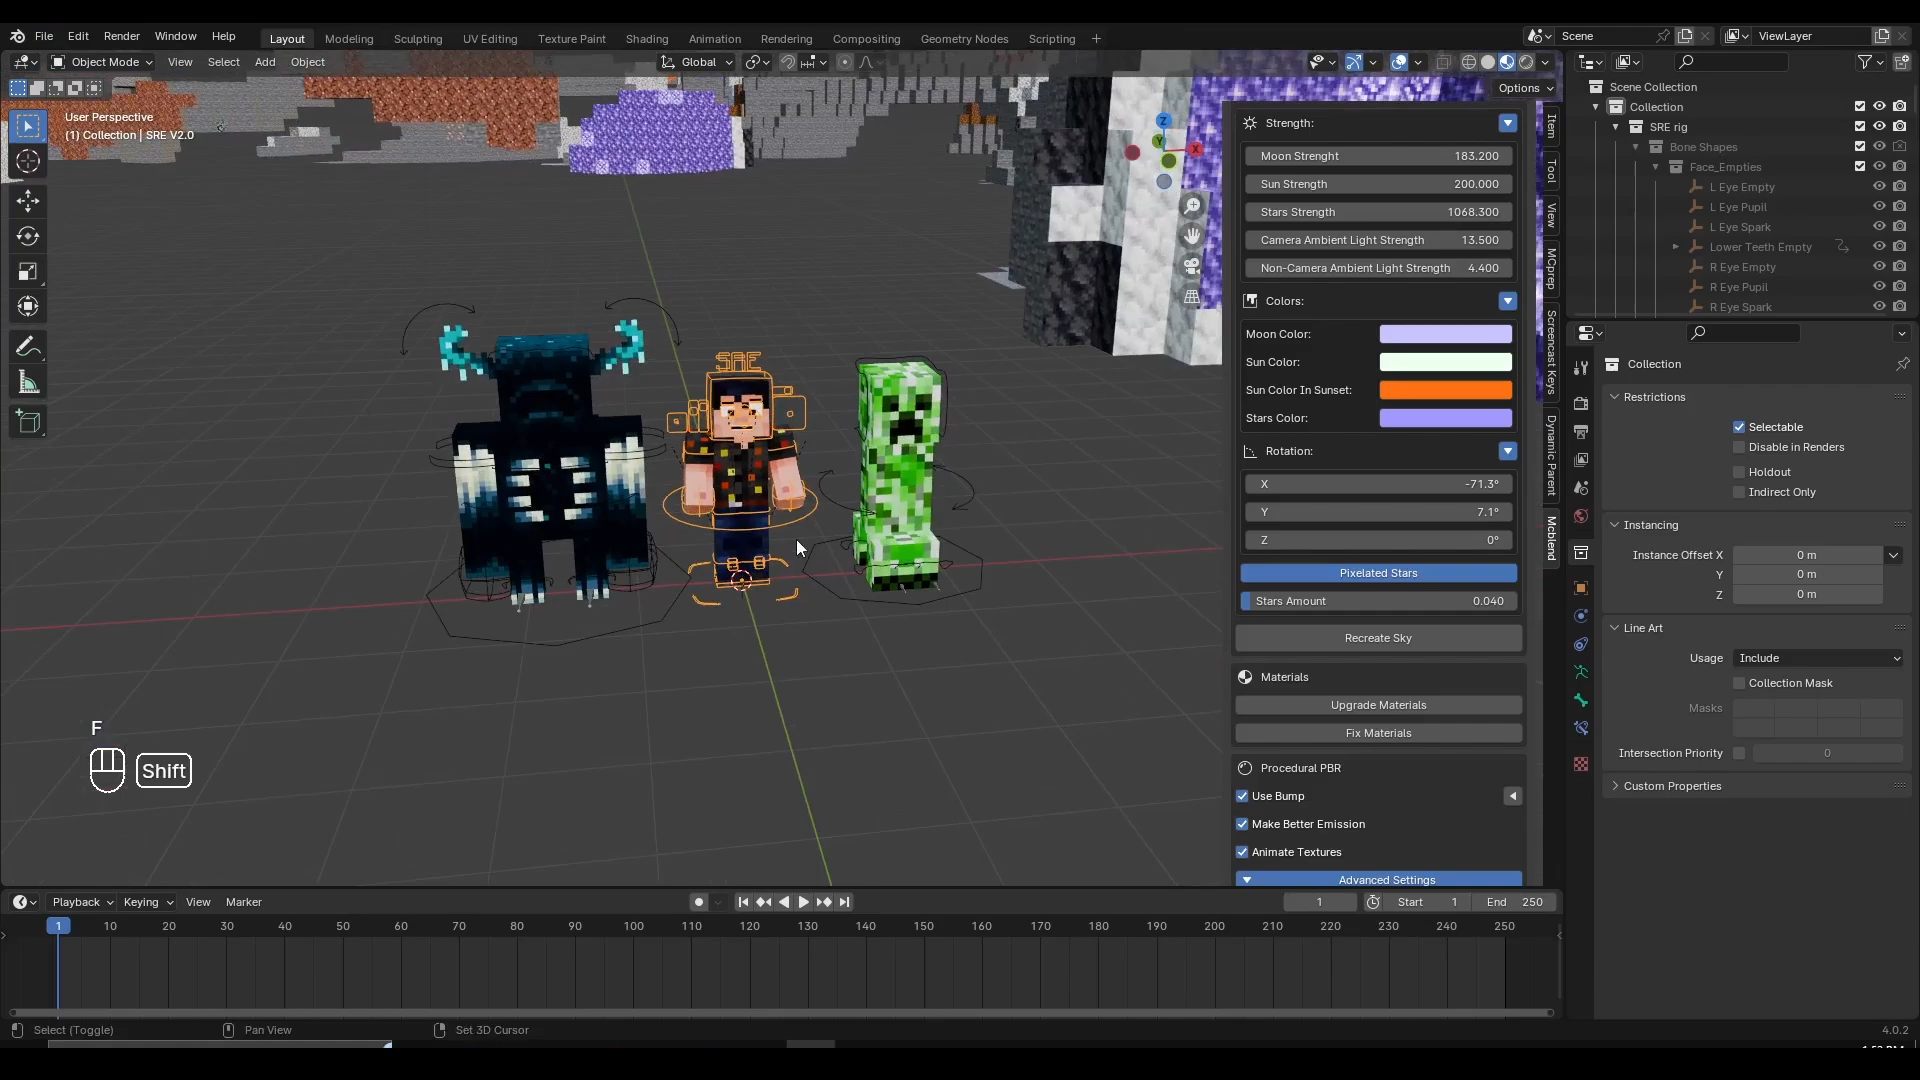 File Edit Render Window Help Layout Modeling Sculpting UV Editing Texture Paint Shading Animation Rendering Compositing Geometry Nodes Scripting + Scene ViewLayer
Object Mode View Select Add Object Global
Options
User Perspective
(1) Collection | SRE V2.0
Z
Y
X
SRE
Strength:
Moon Strenght 183.200
Sun Strength 200.000
Stars Strength 1068.300
Camera Ambient Light Strength 13.500
Non-Camera Ambient Light Strength 4.400
Colors:
Moon Color:
Sun Color:
Sun Color In Sunset:
Stars Color:
Rotation:
X -71.3°
Y 7.1°
Z 0°
Pixelated Stars
Stars Amount 0.040
Recreate Sky
Materials
Upgrade Materials
Fix Materials
Procedural PBR
Use Bump
Make Better Emission
Animate Textures
Advanced Settings
Item
Tool
View
MCprep
Screencast Keys
Dynamic Parent
Mcblend
Scene Collection
Collection
SRE rig
Bone Shapes
Face_Empties
L Eye Empty
L Eye Pupil
L Eye Spark
Lower Teeth Empty
R Eye Empty
R Eye Pupil
R Eye Spark
Collection
Restrictions
Selectable
Disable in Renders
Holdout
Indirect Only
Instancing
Instance Offset X 0 m
Y 0 m
Z 0 m
Line Art
Usage Include
Collection Mask
Masks
Intersection Priority 0
Custom Properties
F
Shift
Playback Keying View Marker 1 Start 1 End 250
1 10 20 30 40 50 60 70 80 90 100 110 120 130 140 150 160 170 180 190 200 210 220 230 240 250
Select (Toggle) Pan View Set 3D Cursor 4.0.2